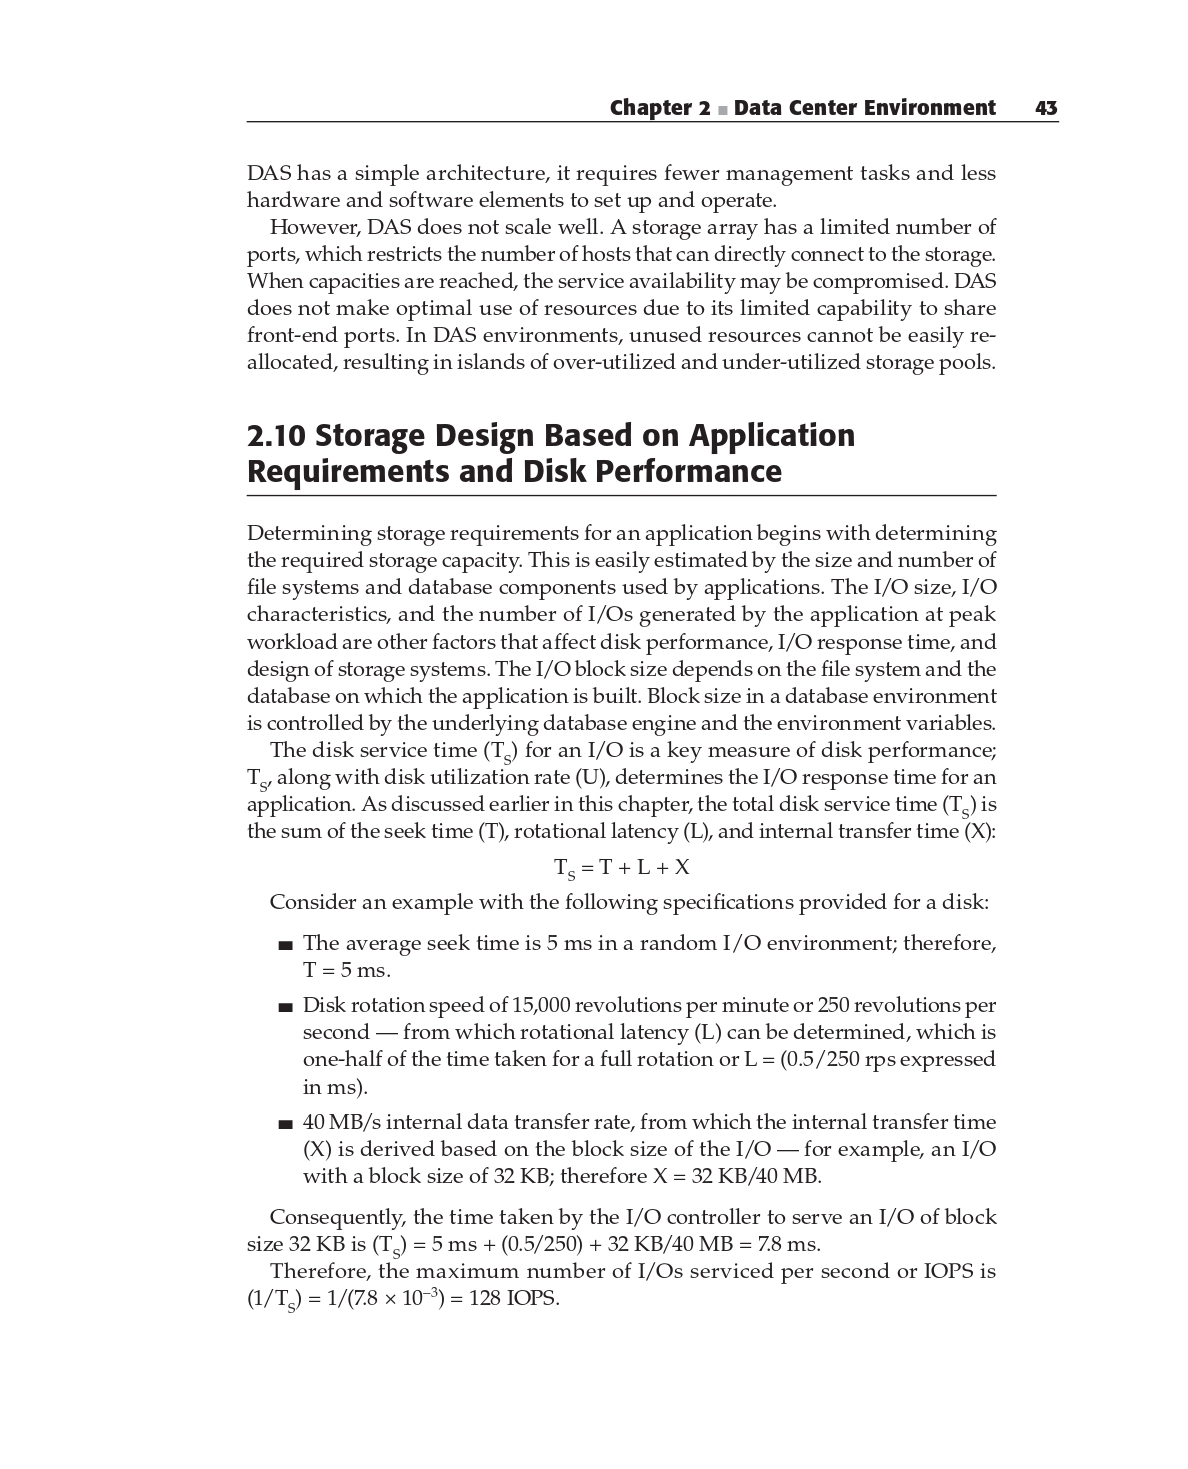 Chapter 2 ■ Data Center Environment 43
DAS has a simple architecture, it requires fewer management tasks and less
hardware and software elements to set up and operate.
However, DAS does not scale well. A storage array has a limited number of
ports, which restricts the number of hosts that can directly connect to the storage.
When capacities are reached, the service availability may be compromised. DAS
does not make optimal use of resources due to its limited capability to share
front-end ports. In DAS environments, unused resources cannot be easily re-
allocated, resulting in islands of over-utilized and under-utilized storage pools.
2.10 Storage Design Based on Application
Requirements and Disk Performance
Determining storage requirements for an application begins with determining
the required storage capacity. This is easily estimated by the size and number of
file systems and database components used by applications. The I/O size, I/O
characteristics, and the number of I/Os generated by the application at peak
workload are other factors that affect disk performance, I/O response time, and
design of storage systems. The I/O block size depends on the file system and the
database on which the application is built. Block size in a database environment
is controlled by the underlying database engine and the environment variables.
The disk service time (T_S) for an I/O is a key measure of disk performance;
T_S, along with disk utilization rate (U), determines the I/O response time for an
application. As discussed earlier in this chapter, the total disk service time (T_S) is
the sum of the seek time (T), rotational latency (L), and internal transfer time (X):
T_S = T + L + X
Consider an example with the following specifications provided for a disk:
■ The average seek time is 5 ms in a random I/O environment; therefore,
T = 5 ms.
■ Disk rotation speed of 15,000 revolutions per minute or 250 revolutions per
second — from which rotational latency (L) can be determined, which is
one-half of the time taken for a full rotation or L = (0.5/250 rps expressed
in ms).
■ 40 MB/s internal data transfer rate, from which the internal transfer time
(X) is derived based on the block size of the I/O — for example, an I/O
with a block size of 32 KB; therefore X = 32 KB/40 MB.
Consequently, the time taken by the I/O controller to serve an I/O of block
size 32 KB is (T_S) = 5 ms + (0.5/250) + 32 KB/40 MB = 7.8 ms.
Therefore, the maximum number of I/Os serviced per second or IOPS is
(1/T_S) = 1/(7.8 × 10⁻³) = 128 IOPS.